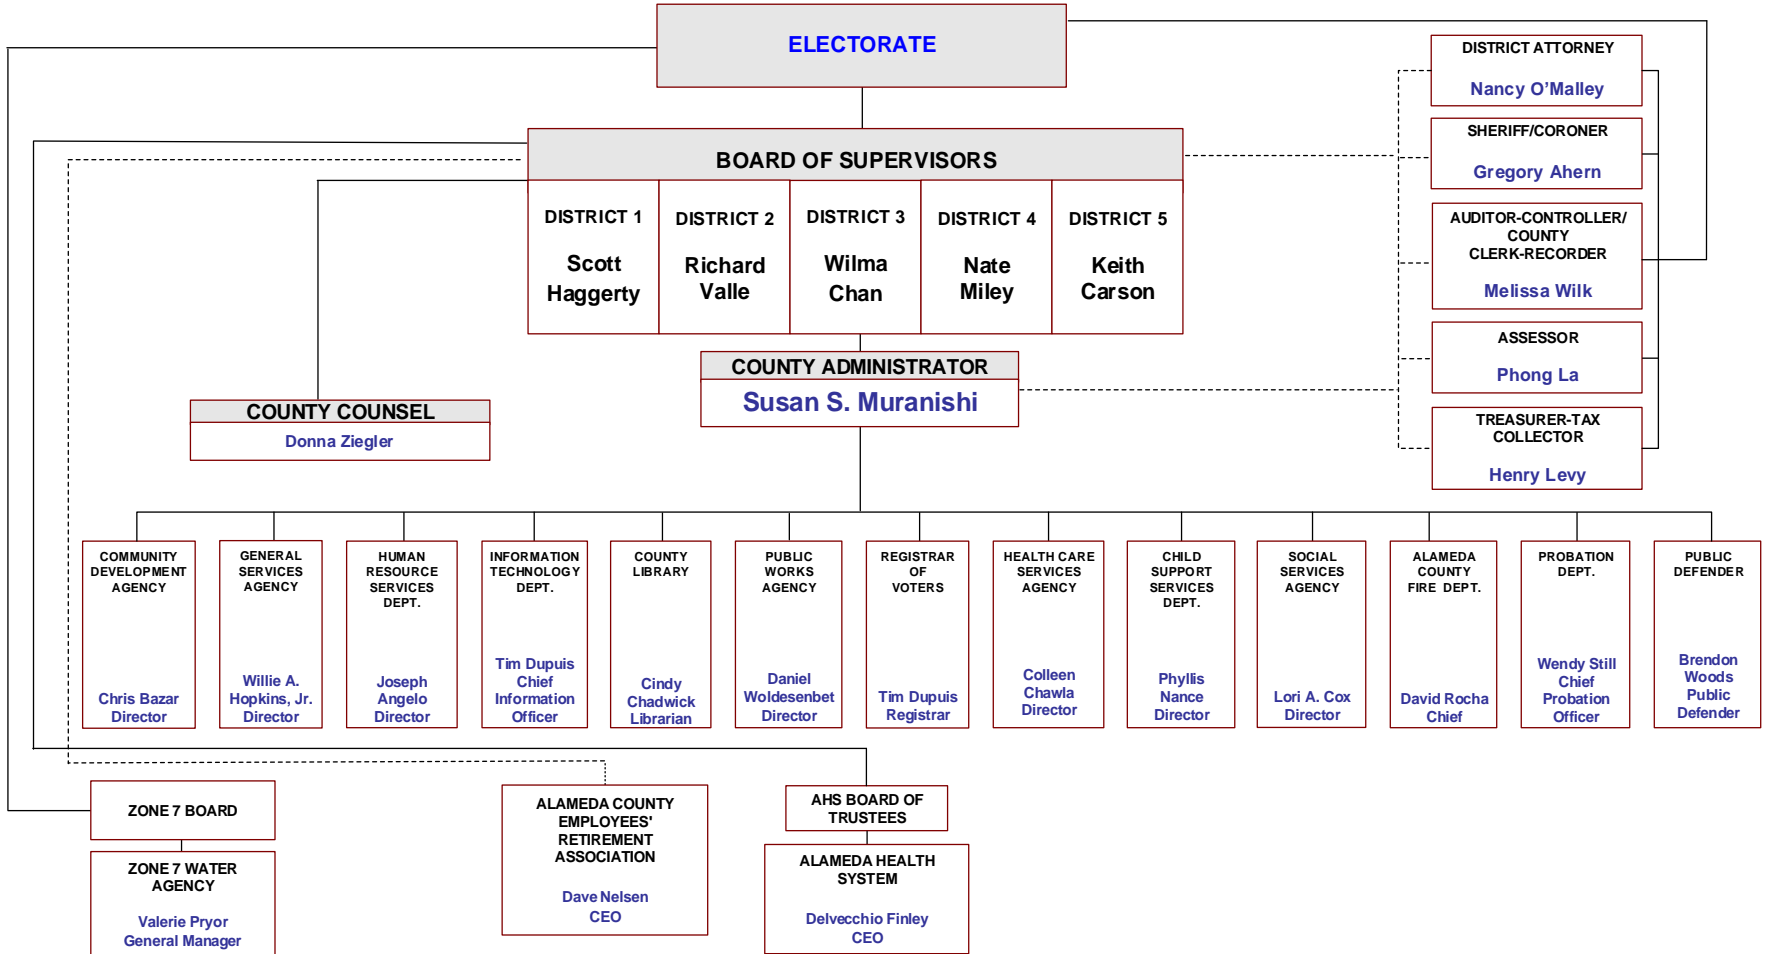 ELECTORATE
BOARD OF SUPERVISORS
DISTRICT 1
Scott
Haggerty
DISTRICT 2
Richard
Valle
DISTRICT 3
Wilma
Chan
DISTRICT 4
Nate
Miley
DISTRICT 5
Keith
Carson
DISTRICT ATTORNEY
Nancy O’Malley
SHERIFF/CORONER
Gregory Ahern
AUDITOR-CONTROLLER/
COUNTY
CLERK-RECORDER
Melissa Wilk
ASSESSOR
Phong La
TREASURER-TAX
COLLECTOR
Henry Levy
COUNTY ADMINISTRATOR
Susan S. Muranishi
COUNTY COUNSEL
Donna Ziegler
COMMUNITY
DEVELOPMENT
AGENCY
Chris Bazar
Director
GENERAL
SERVICES
AGENCY
Willie A.
Hopkins, Jr.
Director
HUMAN
RESOURCE
SERVICES
DEPT.
Joseph
Angelo
Director
INFORMATION
TECHNOLOGY
DEPT.
Tim Dupuis
Chief
Information
Officer
COUNTY
LIBRARY
Cindy
Chadwick
Librarian
PUBLIC
WORKS
AGENCY
Daniel
Woldesenbet
Director
REGISTRAR
OF
VOTERS
Tim Dupuis
Registrar
HEALTH CARE
SERVICES
AGENCY
Colleen
Chawla
Director
CHILD
SUPPORT
SERVICES
DEPT.
Phyllis
Nance
Director
SOCIAL
SERVICES
AGENCY
Lori A. Cox
Director
ALAMEDA
COUNTY
FIRE DEPT.
David Rocha
Chief
PROBATION
DEPT.
Wendy Still
Chief
Probation
Officer
PUBLIC
DEFENDER
Brendon
Woods
Public
Defender
ZONE 7 BOARD
ZONE 7 WATER
AGENCY
Valerie Pryor
General Manager
ALAMEDA COUNTY
EMPLOYEES'
RETIREMENT
ASSOCIATION
Dave Nelsen
CEO
AHS BOARD OF
TRUSTEES
ALAMEDA HEALTH
SYSTEM
Delvecchio Finley
CEO